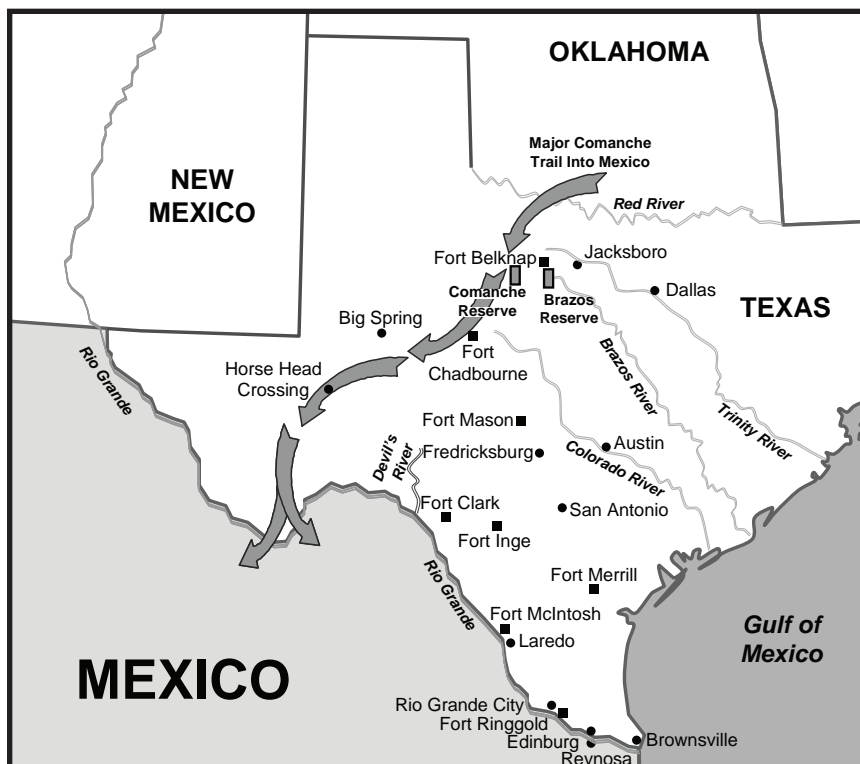 OKLAHOMA
Major Comanche
Trail Into Mexico
NEW
MEXICO
Red River
Fort Belknap
Jacksboro
Comanche
Reserve
Brazos
Reserve
Dallas
TEXAS
Big Spring
Fort
Chadbourne
Rio Grande
Horse Head
Crossing
Brazos River
Trinity River
Fort Mason
Fredricksburg
Austin
Devil's
River
Colorado River
Fort Clark
San Antonio
Fort Inge
Rio Grande
Fort Merrill
Fort McIntosh
Laredo
Gulf of
Mexico
MEXICO
Rio Grande City
Fort Ringgold
Edinburg
Reynosa
Brownsville